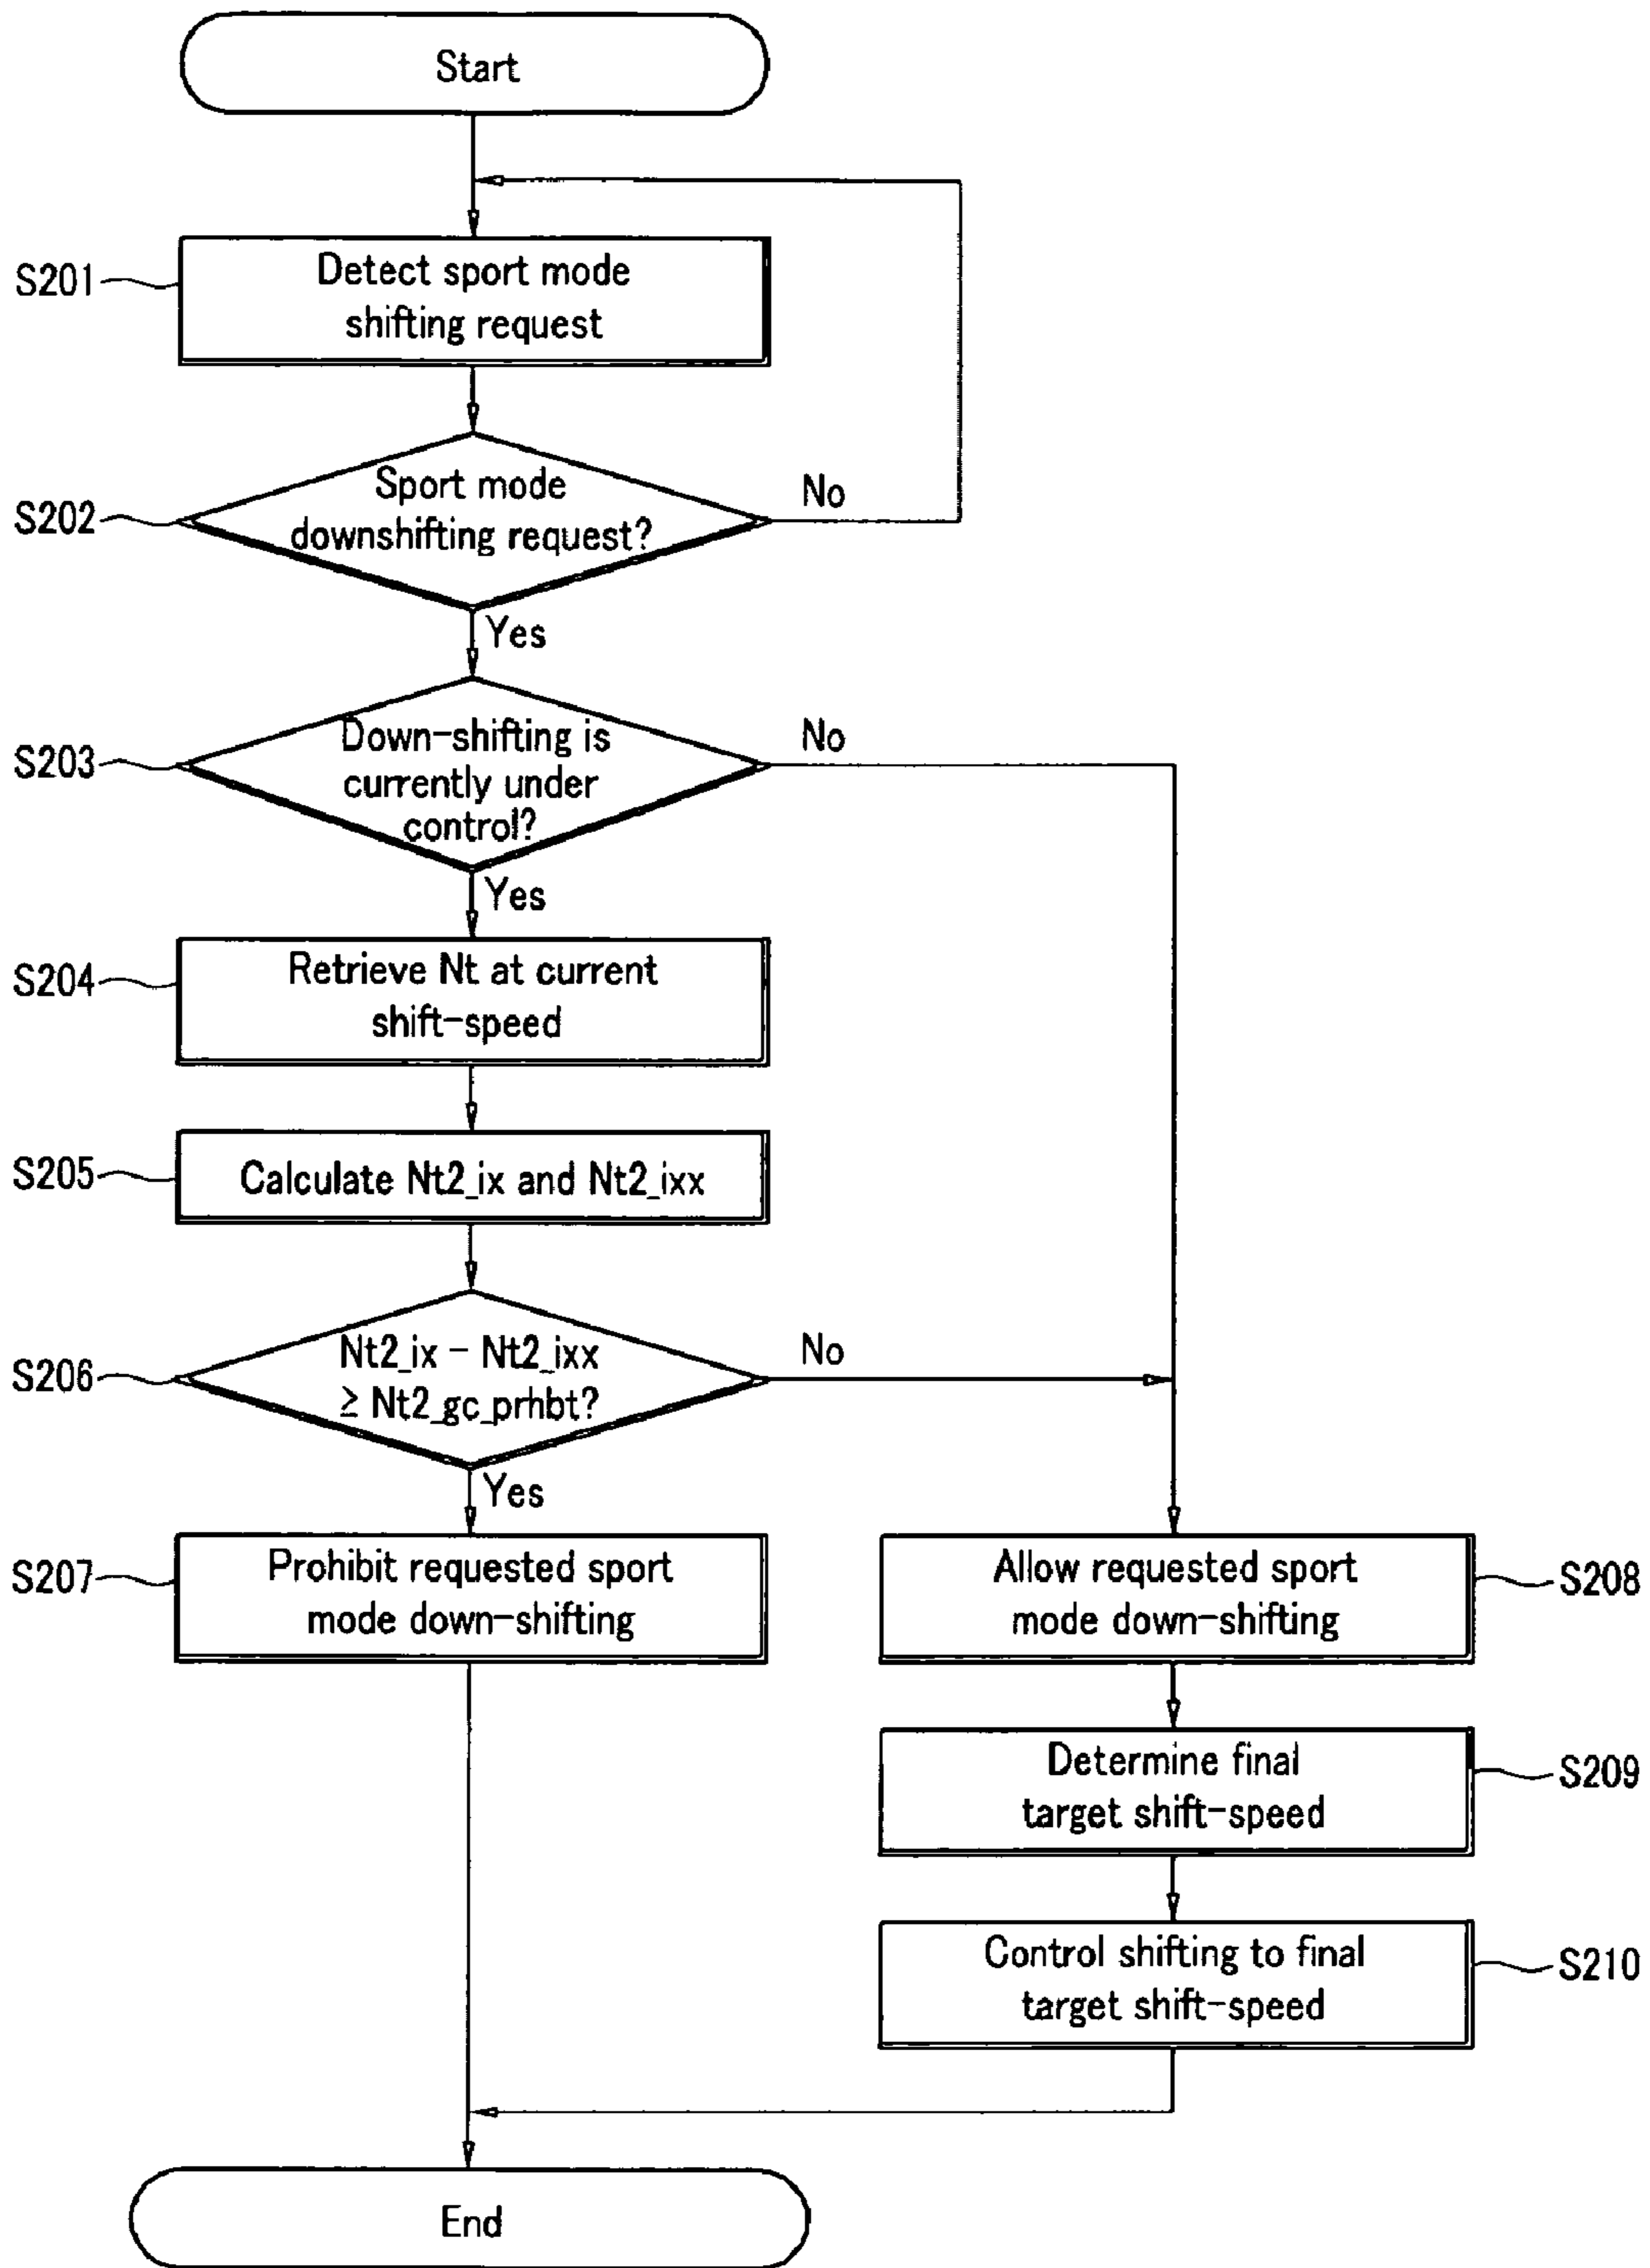 Start
S201
Detect sport mode
shifting request
S202
Sport mode
downshifting request?
No
Yes
S203
Down-shifting is
currently under
control?
No
Yes
S204
Retrieve Nt at current
shift-speed
S205
Calculate Nt2_ix and Nt2_ixx
S206
Nt2_ix - Nt2_ixx
≥ Nt2_gc_prhbt?
No
Yes
S207
Prohibit requested sport
mode down-shifting
Allow requested sport
mode down-shifting
S208
Determine final
target shift-speed
S209
Control shifting to final
target shift-speed
S210
End